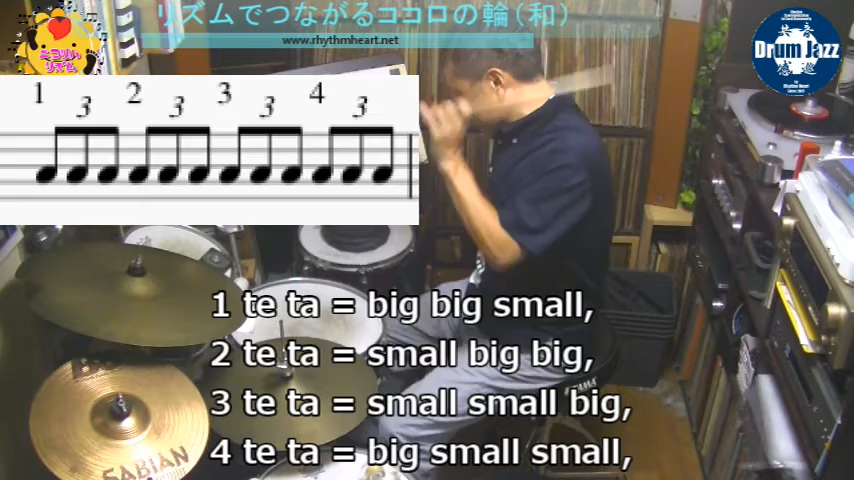 リズムでつながるココロの輪(和)
www.rhythmheart.net
Drum Jazz
1 2 3 4
3 3 3 3
1 te ta = big big small,
2 te ta = small big big,
3 te ta = small small big,
4 te ta = big small small,
TAMA
SABIAN